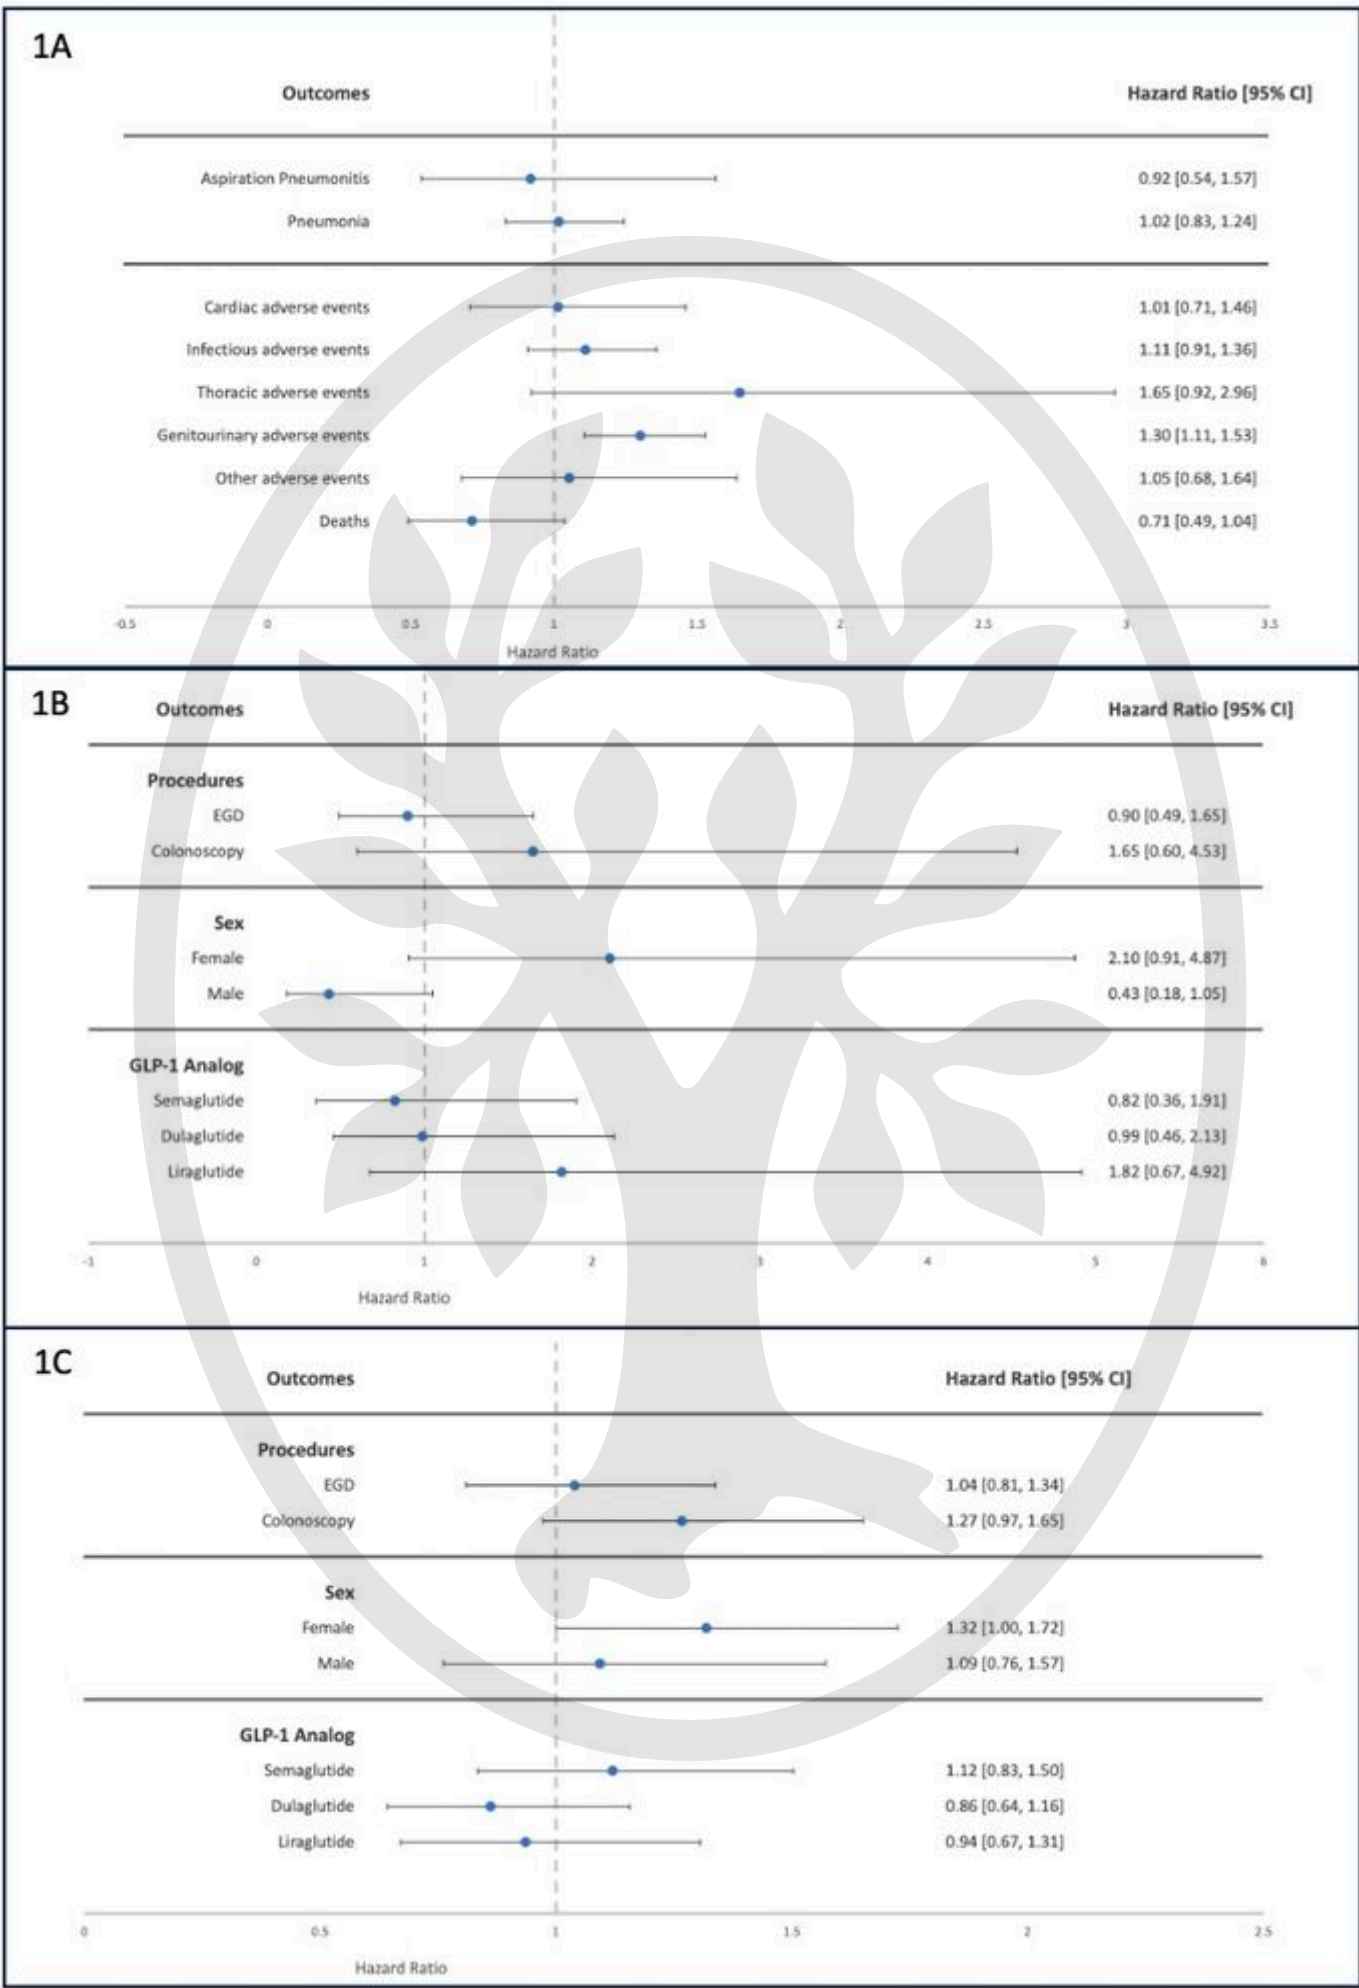 1A
Outcomes Hazard Ratio [95% CI]
Aspiration Pneumonitis 0.92 [0.54, 1.57]
Pneumonia 1.02 [0.83, 1.24]
Cardiac adverse events 1.01 [0.71, 1.46]
Infectious adverse events 1.11 [0.91, 1.36]
Thoracic adverse events 1.65 [0.92, 2.96]
Genitourinary adverse events 1.30 [1.11, 1.53]
Other adverse events 1.05 [0.68, 1.64]
Deaths 0.71 [0.49, 1.04]
-0.5 0 0.5 1 1.5 2 2.5 3 3.5
Hazard Ratio
1B
Outcomes Hazard Ratio [95% CI]
Procedures
EGD 0.90 [0.49, 1.65]
Colonoscopy 1.65 [0.60, 4.53]
Sex
Female 2.10 [0.91, 4.87]
Male 0.43 [0.18, 1.05]
GLP-1 Analog
Semaglutide 0.82 [0.36, 1.91]
Dulaglutide 0.99 [0.46, 2.13]
Liraglutide 1.82 [0.67, 4.92]
-1 0 1 2 3 4 5 6
Hazard Ratio
1C
Outcomes Hazard Ratio [95% CI]
Procedures
EGD 1.04 [0.81, 1.34]
Colonoscopy 1.27 [0.97, 1.65]
Sex
Female 1.32 [1.00, 1.72]
Male 1.09 [0.76, 1.57]
GLP-1 Analog
Semaglutide 1.12 [0.83, 1.50]
Dulaglutide 0.86 [0.64, 1.16]
Liraglutide 0.94 [0.67, 1.31]
0 0.5 1 1.5 2 2.5
Hazard Ratio